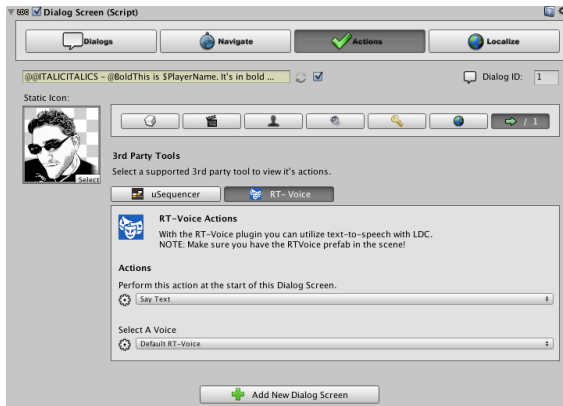 Dialog Screen (Script)
Dialogs
Navigate
Actions
Localize
@@ITALICITALICS - @BoldThis is $PlayerName. It's in bold ...
Dialog ID: 1
Static Icon:
Select
/ 1
3rd Party Tools
Select a supported 3rd party tool to view it's actions.
uSequencer
RT- Voice
RT-Voice Actions
With the RT-Voice plugin you can utilize text-to-speech with LDC.
NOTE: Make sure you have the RTVoice prefab in the scene!
Actions
Perform this action at the start of this Dialog Screen.
Say Text
Select A Voice
Default RT-Voice
Add New Dialog Screen